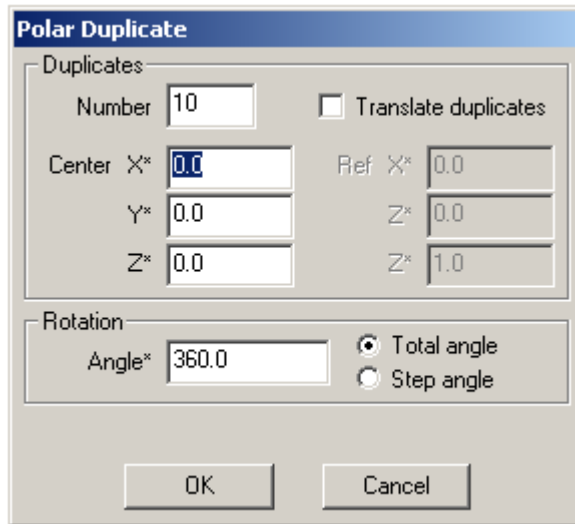 Polar Duplicate
Duplicates
Number 10 Translate duplicates
Center X* 0.0 Ref X* 0.0
Y* 0.0 Z* 0.0
Z* 0.0 Z* 1.0
Rotation
Angle* 360.0 Total angle
Step angle
OK Cancel